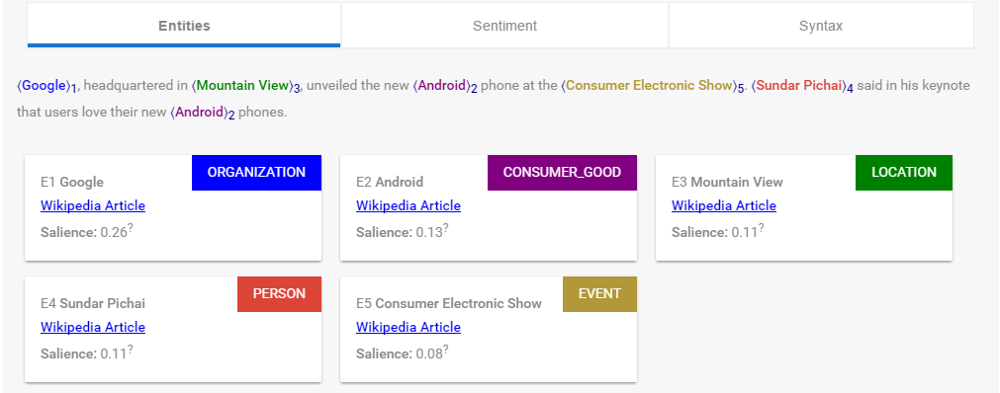 Entities Sentiment Syntax
⟨Google⟩1, headquartered in ⟨Mountain View⟩3, unveiled the new ⟨Android⟩2 phone at the ⟨Consumer Electronic Show⟩5. ⟨Sundar Pichai⟩4 said in his keynote
that users love their new ⟨Android⟩2 phones.
E1 Google ORGANIZATION
Wikipedia Article
Salience: 0.26?
E2 Android CONSUMER_GOOD
Wikipedia Article
Salience: 0.13?
E3 Mountain View LOCATION
Wikipedia Article
Salience: 0.11?
E4 Sundar Pichai PERSON
Wikipedia Article
Salience: 0.11?
E5 Consumer Electronic Show EVENT
Wikipedia Article
Salience: 0.08?